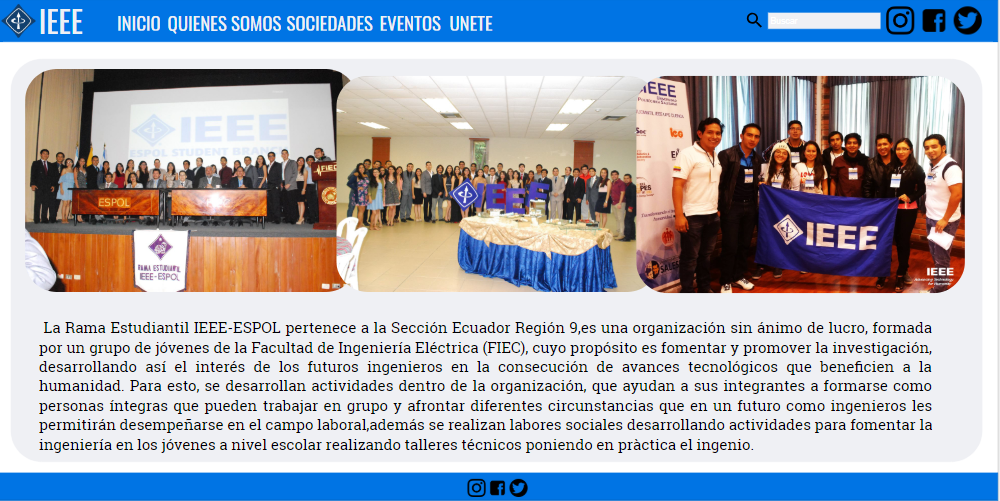 IEEE
INICIO QUIENES SOMOS SOCIEDADES EVENTOS UNETE
Buscar
IEEE
ESPOL STUDENT BRANCH
ESPOL
FIEC
RAMA ESTUDIANTIL
IEEE-ESPOL
IEEE
IEEE
IEEE
IEEE
La Rama Estudiantil IEEE-ESPOL pertenece a la Sección Ecuador Región 9,es una organización sin ánimo de lucro, formada
por un grupo de jóvenes de la Facultad de Ingeniería Eléctrica (FIEC), cuyo propósito es fomentar y promover la investigación,
desarrollando así el interés de los futuros ingenieros en la consecución de avances tecnológicos que beneficien a la
humanidad. Para esto, se desarrollan actividades dentro de la organización, que ayudan a sus integrantes a formarse como
personas íntegras que pueden trabajar en grupo y afrontar diferentes circunstancias que en un futuro como ingenieros les
permitirán desempeñarse en el campo laboral,además se realizan labores sociales desarrollando actividades para fomentar la
ingeniería en los jóvenes a nivel escolar realizando talleres técnicos poniendo en pràctica el ingenio.